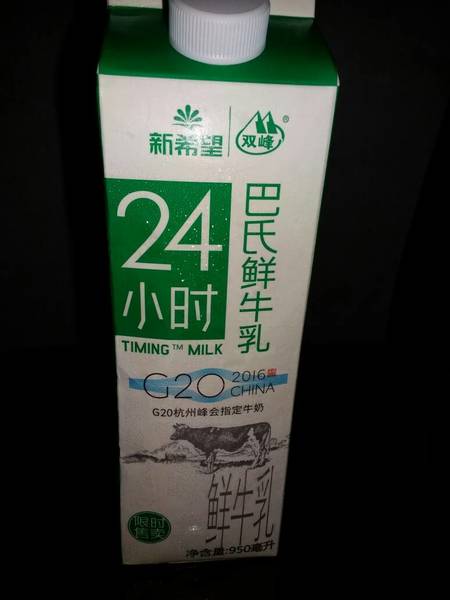 新希望 双峰®
24
小时
TIMING™ MILK
巴氏鲜牛乳
G20 2016
CHINA
G20杭州峰会指定牛奶
鲜牛乳
限时
售卖
净含量:950毫升